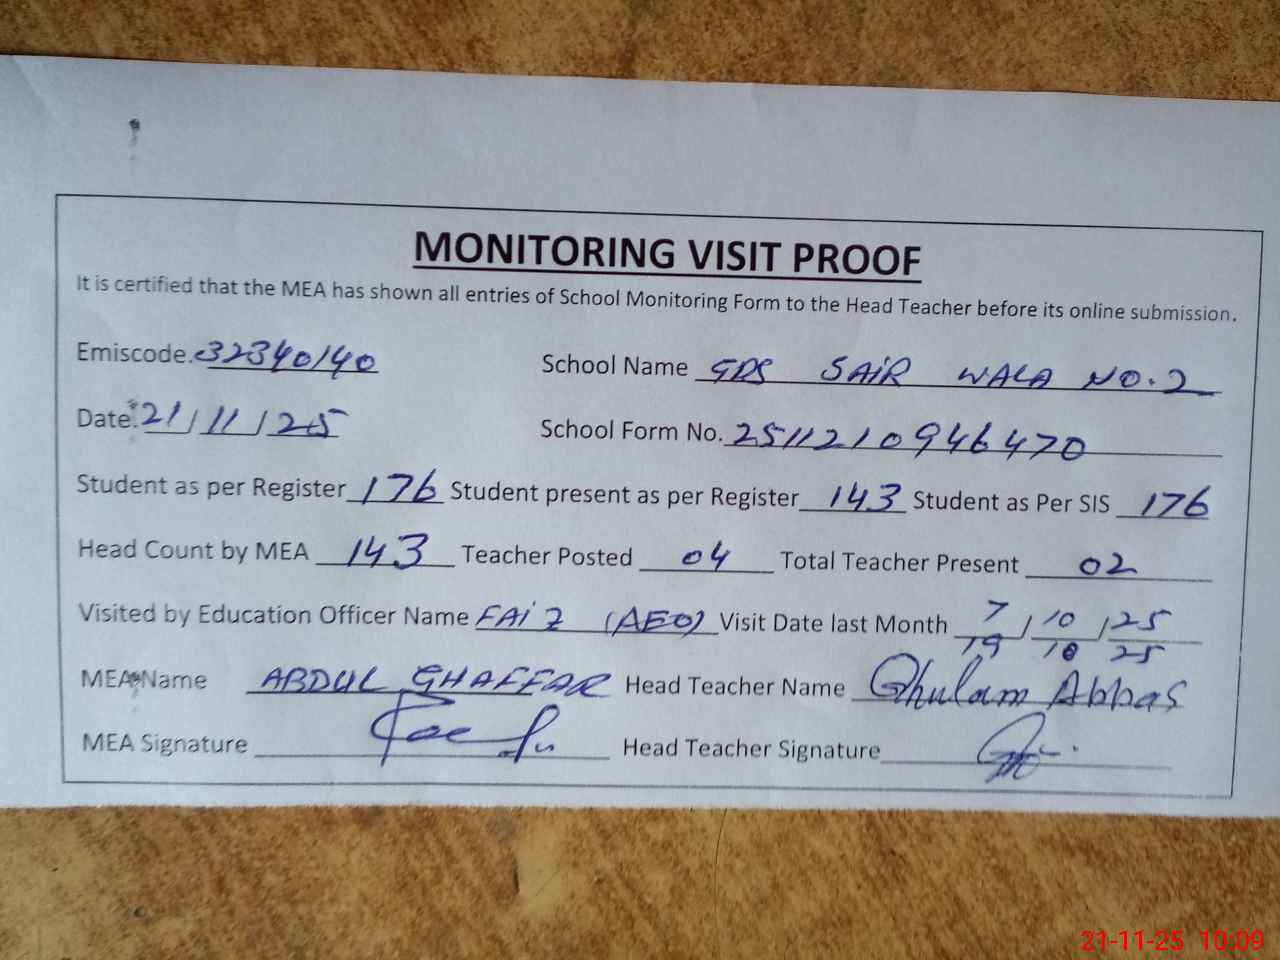 MONITORING VISIT PROOF
It is certified that the MEA has shown all entries of School Monitoring Form to the Head Teacher before its online submission.
Emiscode. 32340140 School Name GPS SAIR WALA NO.2
Date. 21/11/25 School Form No. 2511210946470
Student as per Register 176 Student present as per Register 143 Student as Per SIS 176
Head Count by MEA 143 Teacher Posted 04 Total Teacher Present 02
Visited by Education Officer Name FAIZ (AEO) Visit Date last Month 7/10/25
19 10 25
MEA Name ABDUL GHAFFAR Head Teacher Name Ghulam Abbas
MEA Signature Head Teacher Signature
21-11-25 10:09